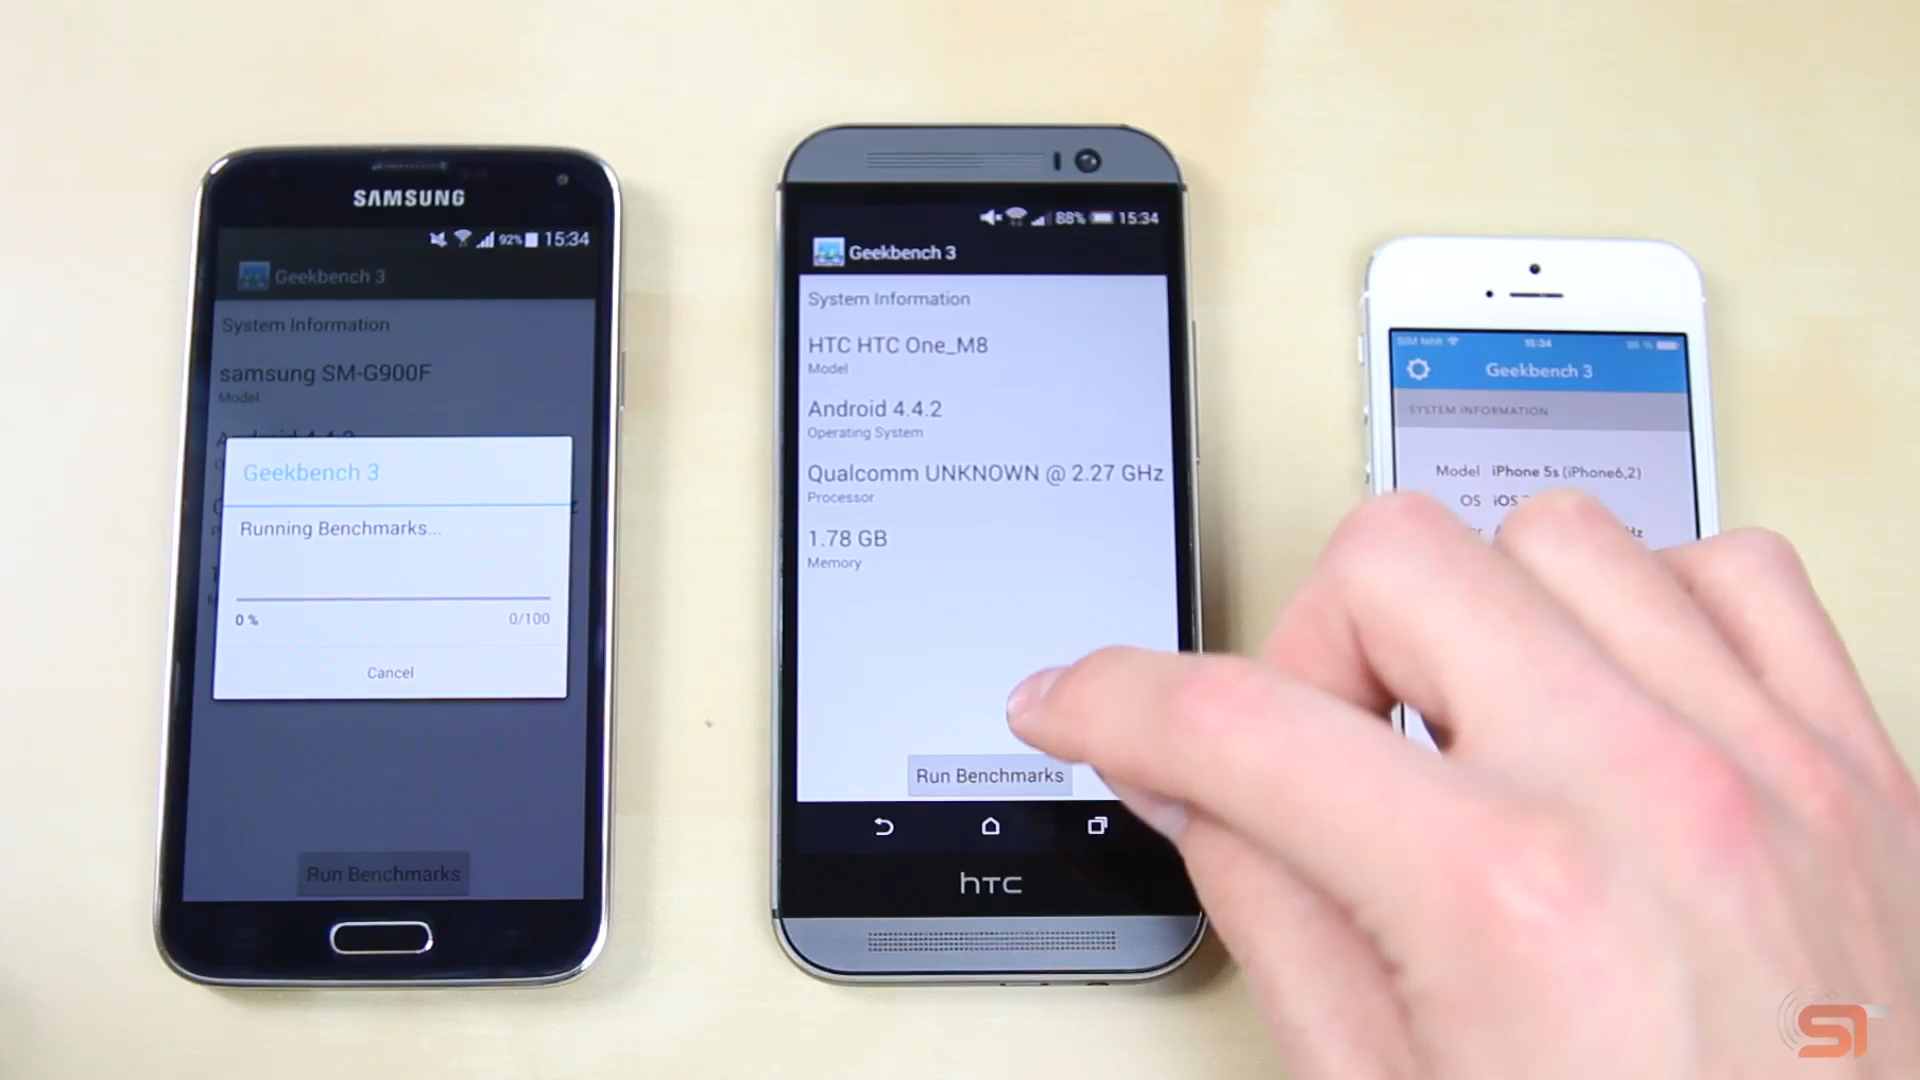 SAMSUNG
92% 15:34
Geekbench 3
System Information
samsung SM-G900F
Model
Geekbench 3
Running Benchmarks...
0 %
0/100
Cancel
Run Benchmarks
88% 15:34
Geekbench 3
System Information
HTC HTC One_M8
Model
Android 4.4.2
Operating System
Qualcomm UNKNOWN @ 2.27 GHz
Processor
1.78 GB
Memory
Run Benchmarks
hTC
15:34
Geekbench 3
SYSTEM INFORMATION
Model iPhone 5s (iPhone6,2)
OS iOS
ST